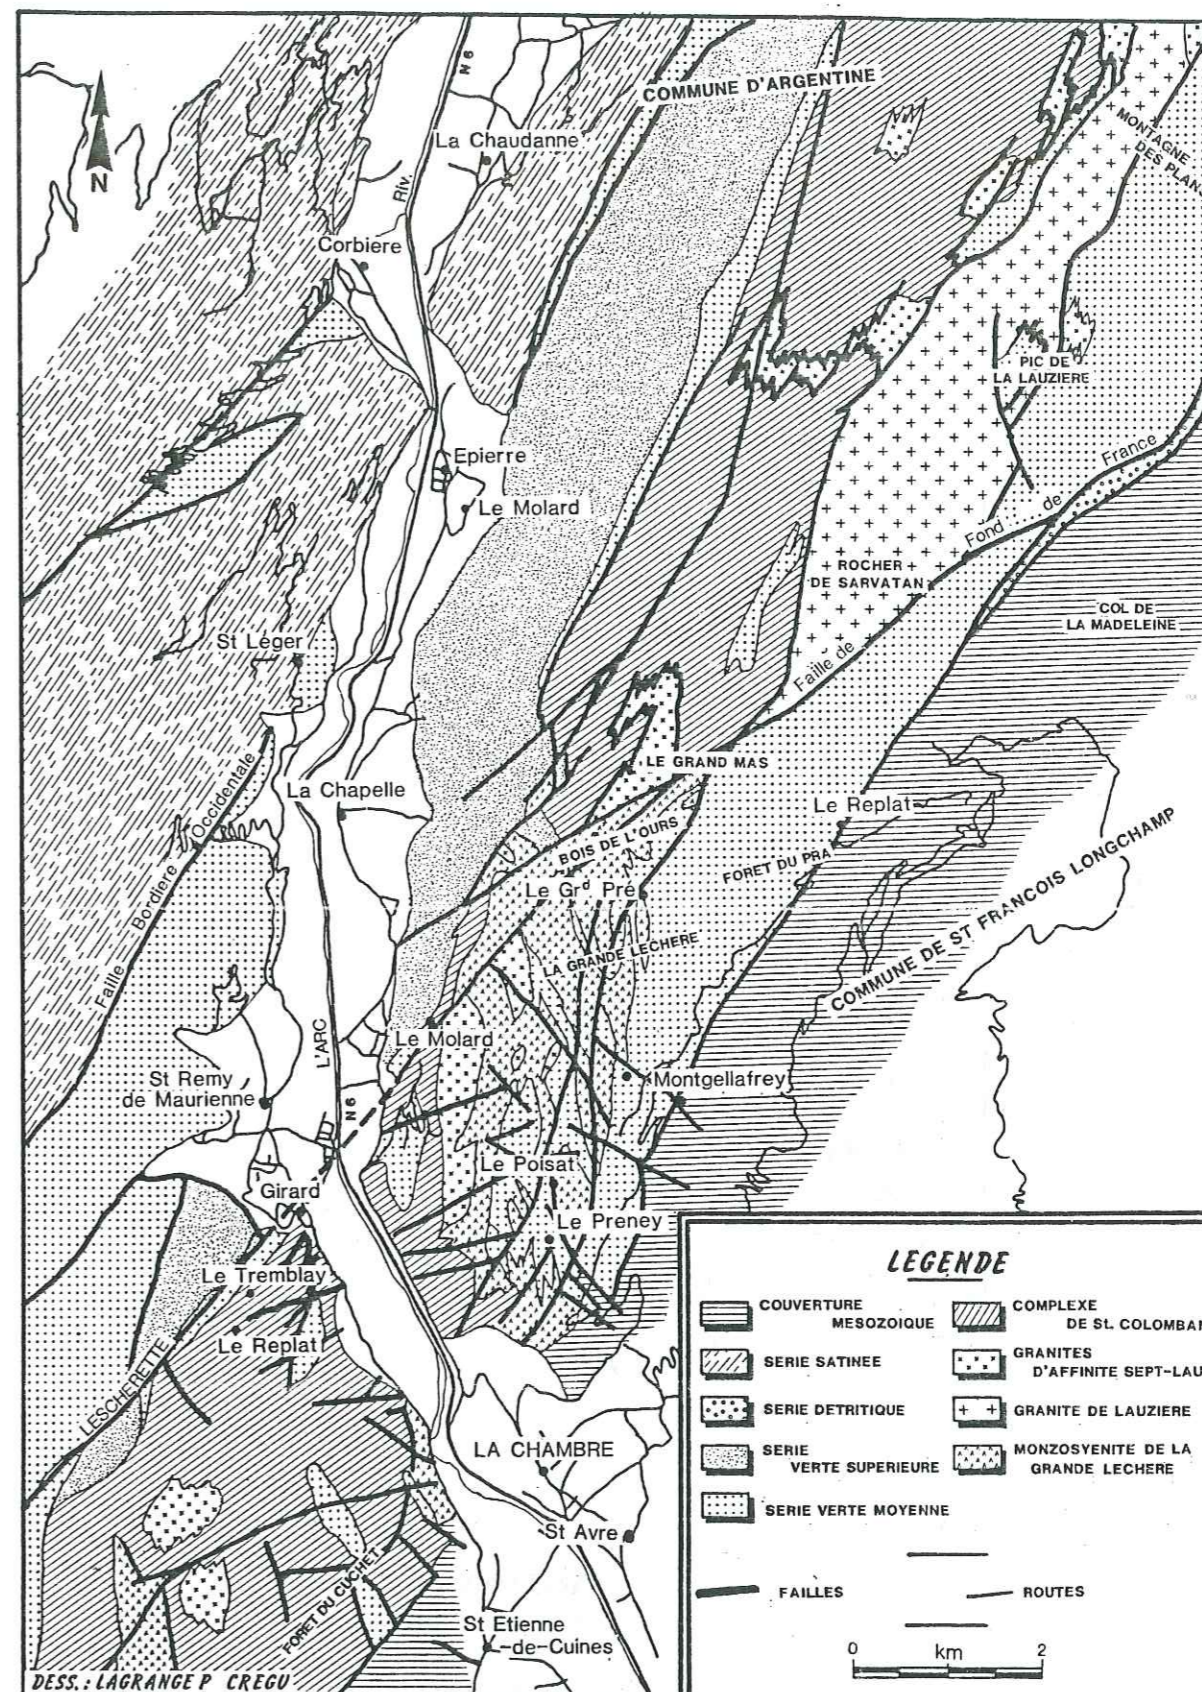 N 6
COMMUNE D'ARGENTINE
La Chaudanne
MONTAGNE
DES PLANS
N
Riv.
Corbière
PIC DE
LA LAUZIERE
Epierre
Le Molard
Faille de Fond de France
ROCHER
DE SARVATAN
COL DE
LA MADELEINE
St Léger
LE GRAND MAS
La Chapelle
Le Replat
Faille Bordiere Occidentale
BOIS DE L'OURS
FORET DU PRA
Le Grd Pré
LA GRANDE LECHERE
COMMUNE DE ST FRANCOIS LONGCHAMP
L'ARC
Le Molard
St Remy
de Maurienne
N 6
Montgellafrey
Le Poisat
Girard
Le Preney
Le Tremblay
Le Replat
LESCHERETTE
LA CHAMBRE
St Avre
FORET DU CUCHET
St Etienne
-de-Cuines
DESS.: LAGRANGE P CREGU
LEGENDE
COUVERTURE
MESOZOIQUE
SERIE SATINEE
SERIE DETRITIQUE
SERIE
VERTE SUPERIEURE
SERIE VERTE MOYENNE
COMPLEXE
DE St. COLOMBAN
GRANITES
D'AFFINITE SEPT-LAU
GRANITE DE LAUZIERE
MONZOSYENITE DE LA
GRANDE LECHERE
FAILLES
ROUTES
0 km 2